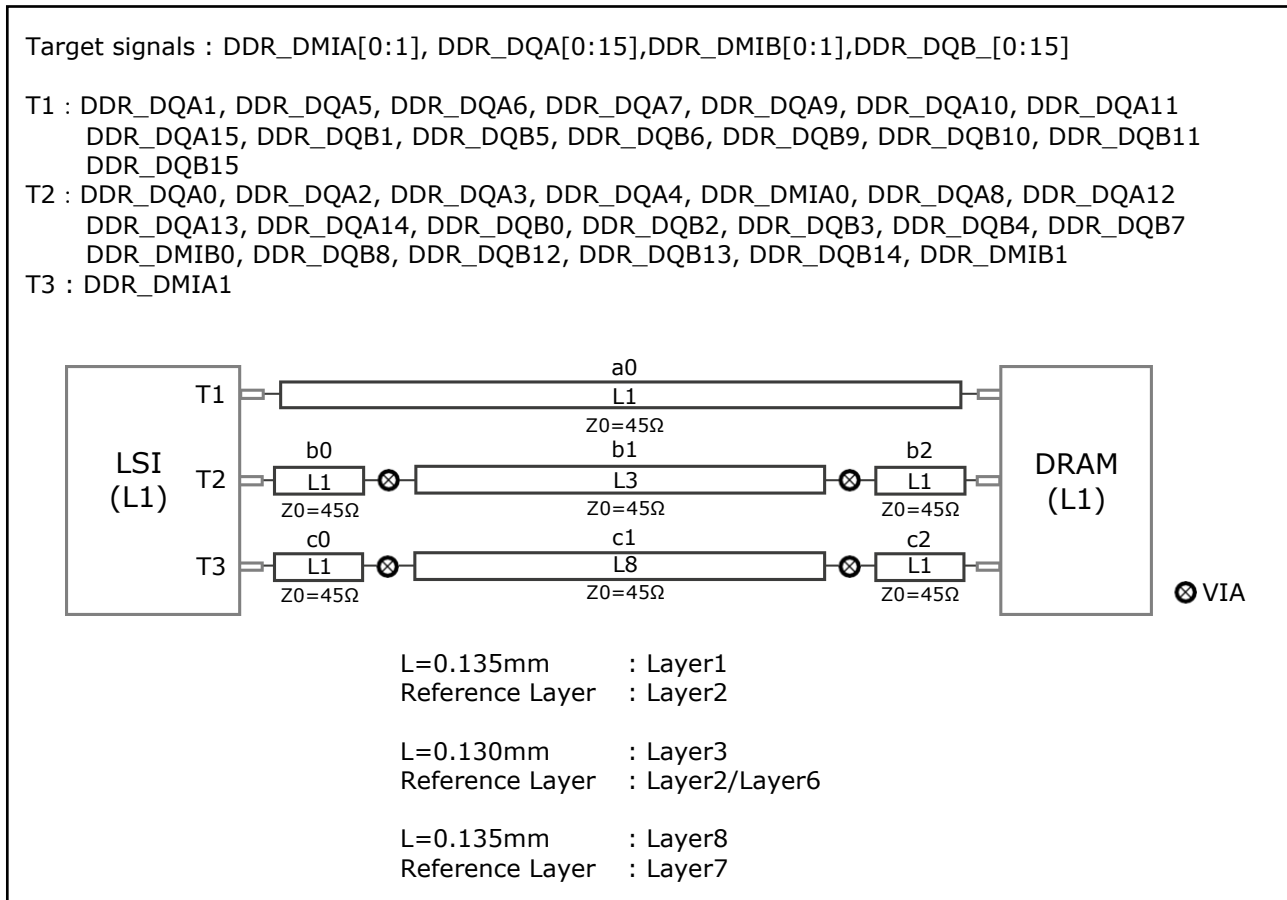 Target signals : DDR_DMIA[0:1], DDR_DQA[0:15],DDR_DMIB[0:1],DDR_DQB_[0:15]
T1 : DDR_DQA1, DDR_DQA5, DDR_DQA6, DDR_DQA7, DDR_DQA9, DDR_DQA10, DDR_DQA11
DDR_DQA15, DDR_DQB1, DDR_DQB5, DDR_DQB6, DDR_DQB9, DDR_DQB10, DDR_DQB11
DDR_DQB15
T2 : DDR_DQA0, DDR_DQA2, DDR_DQA3, DDR_DQA4, DDR_DMIA0, DDR_DQA8, DDR_DQA12
DDR_DQA13, DDR_DQA14, DDR_DQB0, DDR_DQB2, DDR_DQB3, DDR_DQB4, DDR_DQB7
DDR_DMIB0, DDR_DQB8, DDR_DQB12, DDR_DQB13, DDR_DQB14, DDR_DMIB1
T3 : DDR_DMIA1
LSI
(L1)
T1
a0
L1
Z0=45Ω
T2
b0
L1
Z0=45Ω
b1
L3
Z0=45Ω
b2
L1
Z0=45Ω
T3
c0
L1
Z0=45Ω
c1
L8
Z0=45Ω
c2
L1
Z0=45Ω
DRAM
(L1)
VIA
L=0.135mm : Layer1
Reference Layer : Layer2
L=0.130mm : Layer3
Reference Layer : Layer2/Layer6
L=0.135mm : Layer8
Reference Layer : Layer7